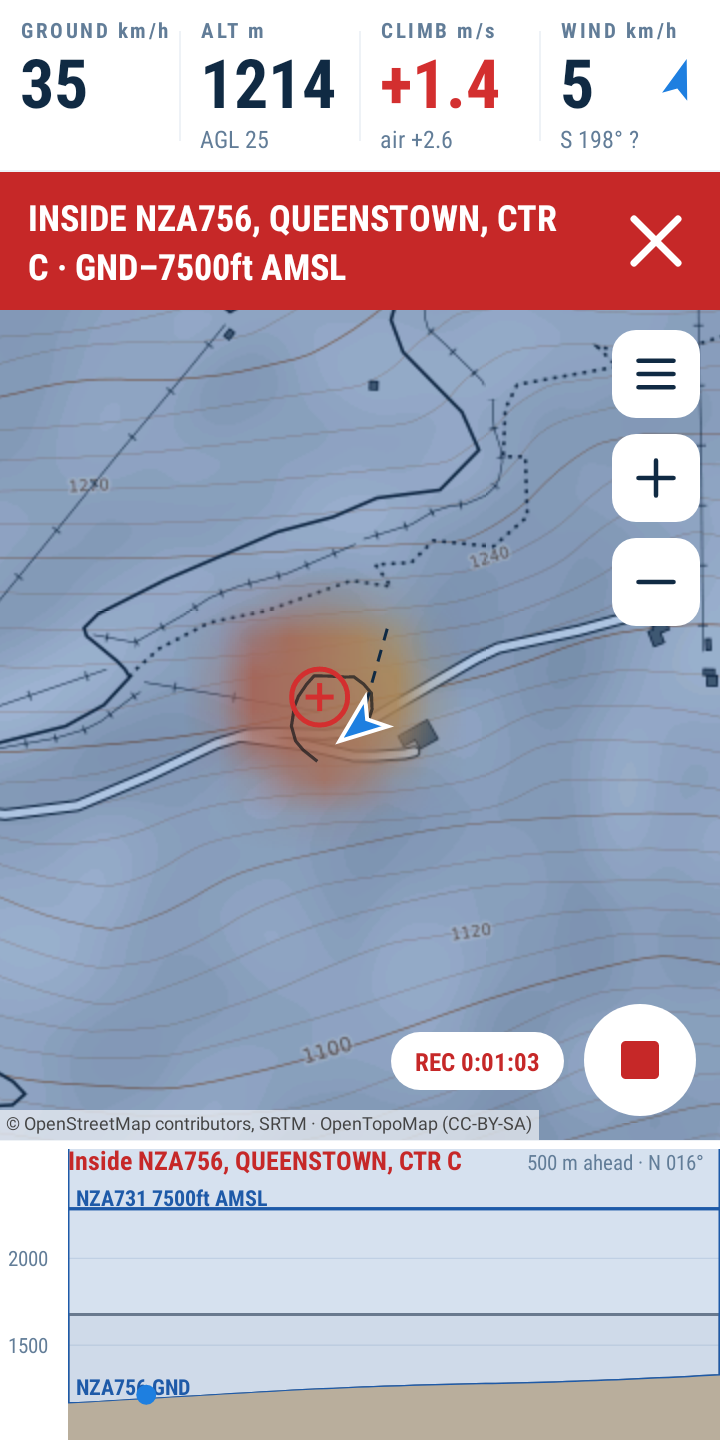 GROUND km/h
ALT m
CLIMB m/s
WIND km/h
35
1214
+1.4
5
AGL 25
air +2.6
S 198° ?
INSIDE NZA756, QUEENSTOWN, CTR
C · GND–7500ft AMSL
1240
1120
1100
REC 0:01:03
© OpenStreetMap contributors, SRTM · OpenTopoMap (CC-BY-SA)
Inside NZA756, QUEENSTOWN, CTR C
500 m ahead · N 016°
NZA731 7500ft AMSL
2000
1500
NZA756 GND